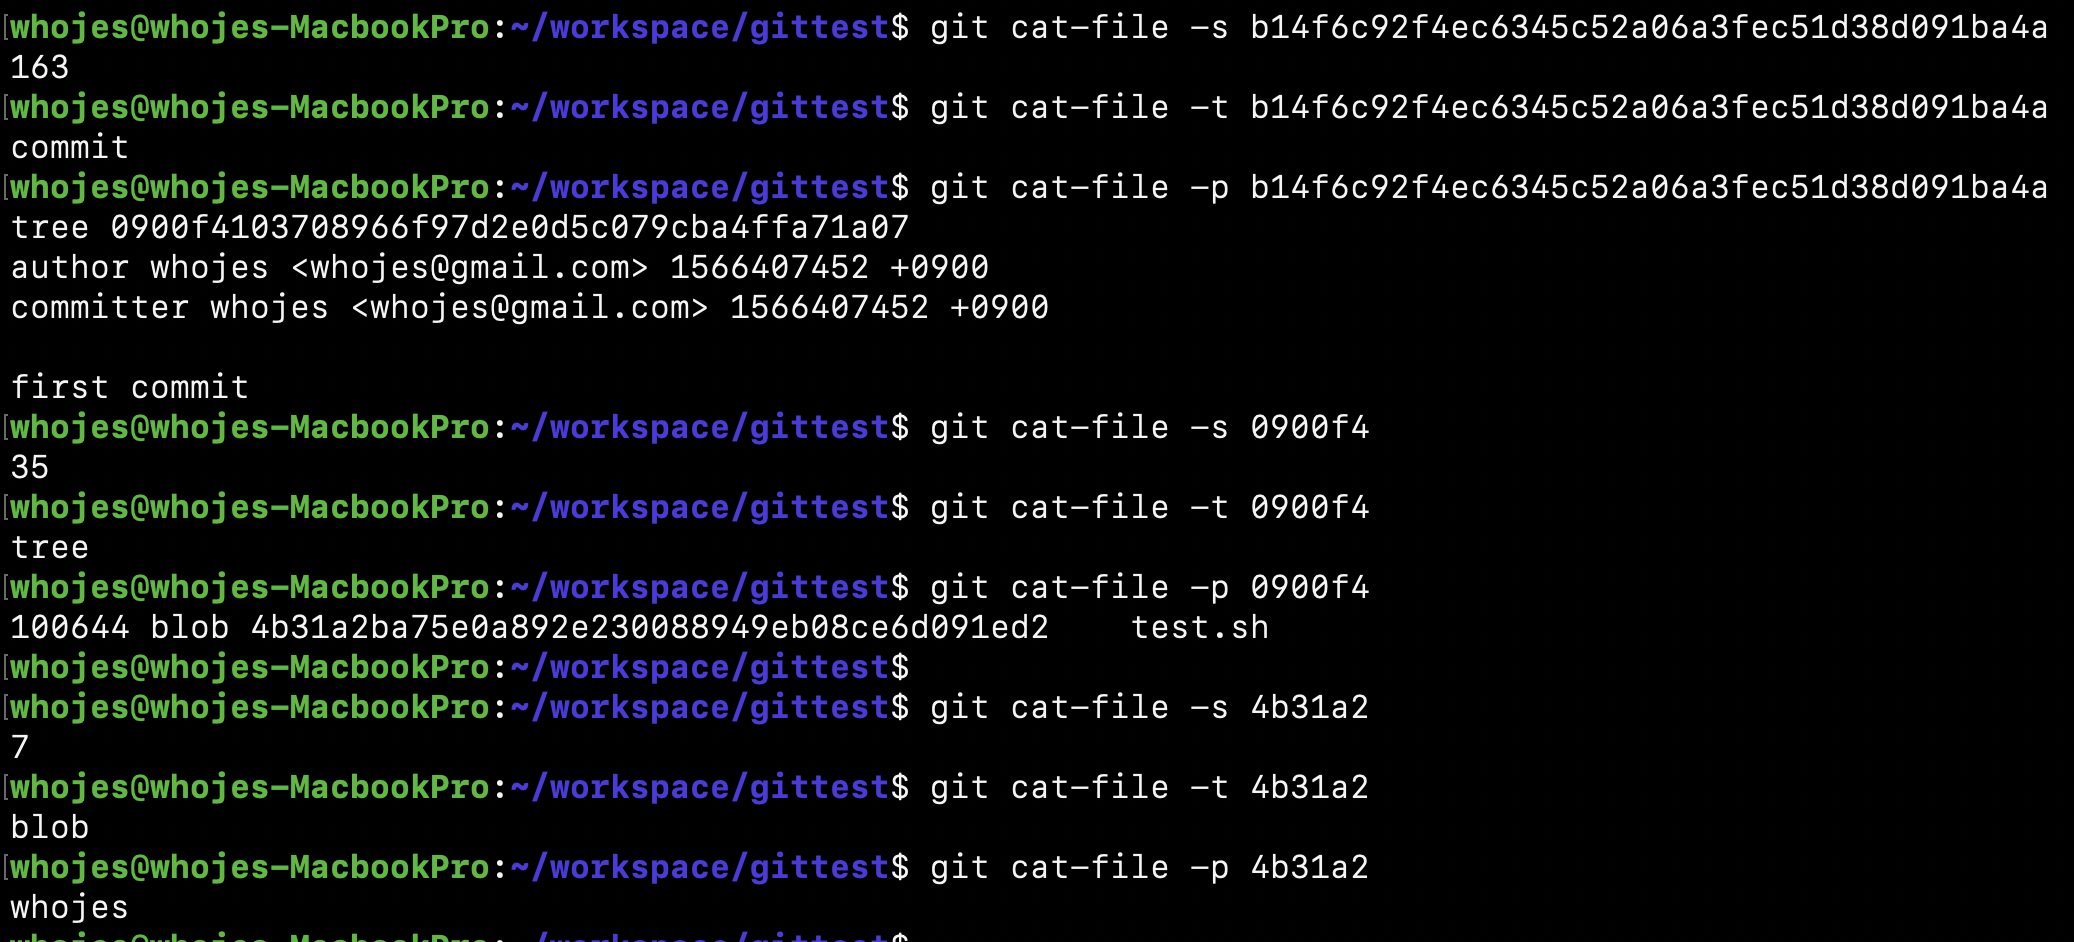 whojes@whojes-MacbookPro:~/workspace/gittest$ git cat-file -s b14f6c92f4ec6345c52a06a3fec51d38d091ba4a
163
whojes@whojes-MacbookPro:~/workspace/gittest$ git cat-file -t b14f6c92f4ec6345c52a06a3fec51d38d091ba4a
commit
whojes@whojes-MacbookPro:~/workspace/gittest$ git cat-file -p b14f6c92f4ec6345c52a06a3fec51d38d091ba4a
tree 0900f4103708966f97d2e0d5c079cba4ffa71a07
author whojes <whojes@gmail.com> 1566407452 +0900
committer whojes <whojes@gmail.com> 1566407452 +0900
first commit
whojes@whojes-MacbookPro:~/workspace/gittest$ git cat-file -s 0900f4
35
whojes@whojes-MacbookPro:~/workspace/gittest$ git cat-file -t 0900f4
tree
whojes@whojes-MacbookPro:~/workspace/gittest$ git cat-file -p 0900f4
100644 blob 4b31a2ba75e0a892e230088949eb08ce6d091ed2    test.sh
whojes@whojes-MacbookPro:~/workspace/gittest$
whojes@whojes-MacbookPro:~/workspace/gittest$ git cat-file -s 4b31a2
7
whojes@whojes-MacbookPro:~/workspace/gittest$ git cat-file -t 4b31a2
blob
whojes@whojes-MacbookPro:~/workspace/gittest$ git cat-file -p 4b31a2
whojes
whojes@whojes-MacbookPro:~/workspace/gittest$